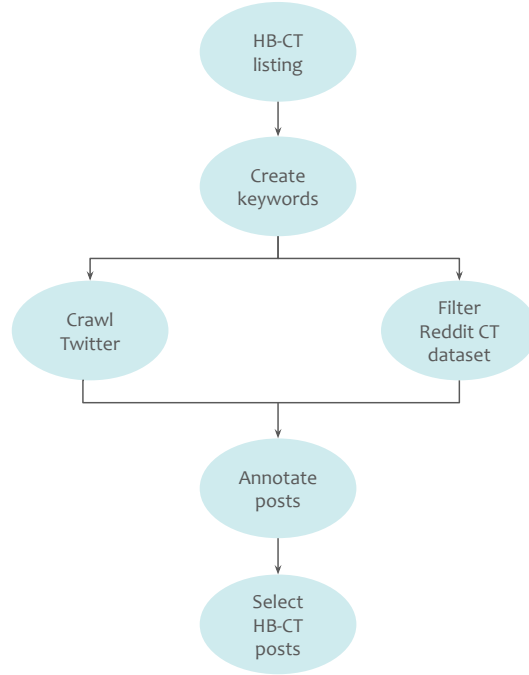 HB-CT
listing
Create
keywords
Crawl
Twitter
Filter
Reddit CT
dataset
Annotate
posts
Select
HB-CT
posts